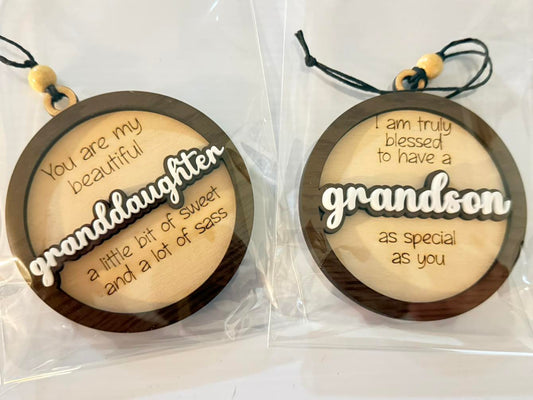 You are my
beautiful
granddaughter
a little bit of sweet
and a lot of sass
I am truly
blessed
to have a
grandson
as special
as you